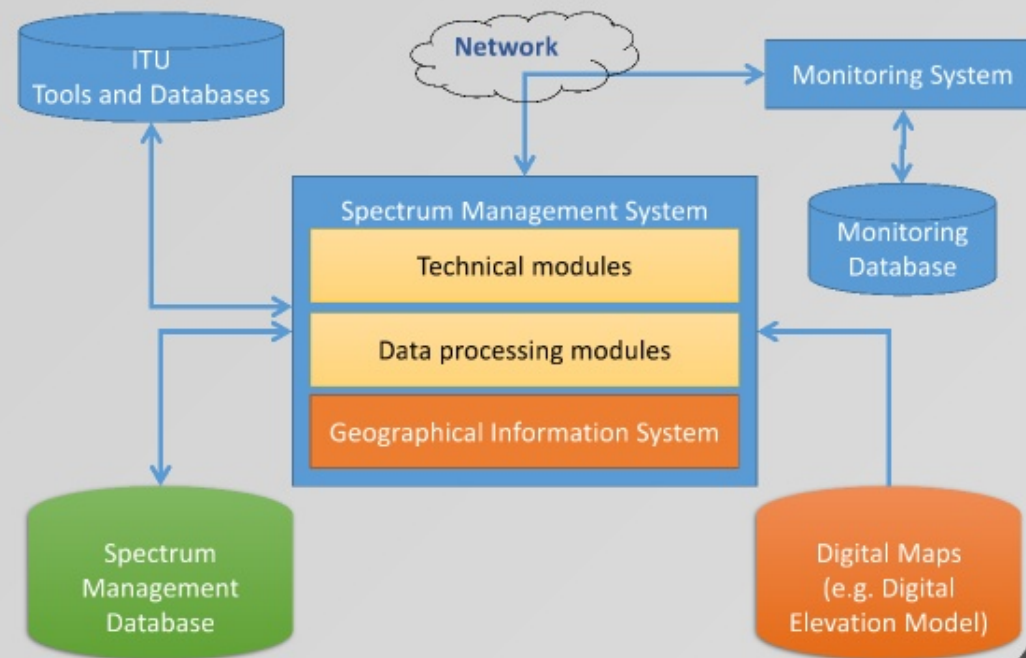 ITU
Tools and Databases
Network
Monitoring System
Monitoring
Database
Spectrum Management System
Technical modules
Data processing modules
Geographical Information System
Spectrum
Management
Database
Digital Maps
(e.g. Digital
Elevation Model)